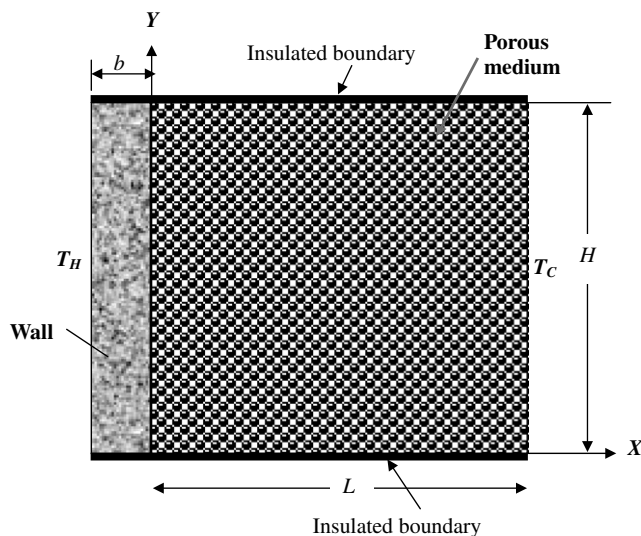 Y
b
Insulated boundary
Porous
medium
T_H
T_C
H
Wall
X
L
Insulated boundary